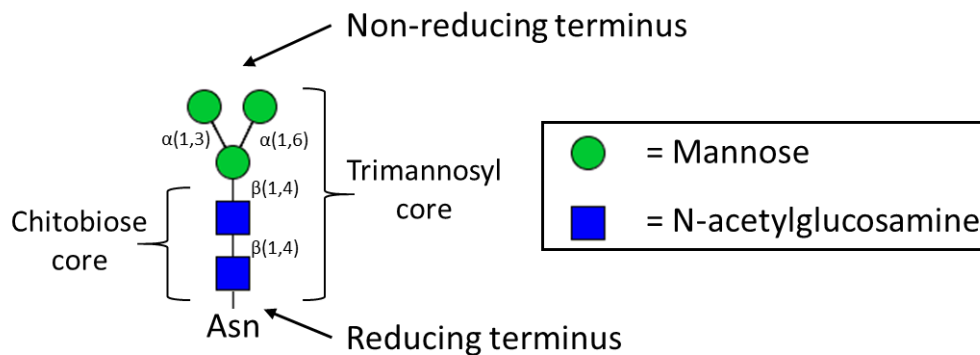 Non-reducing terminus
α(1,3)
α(1,6)
= Mannose
Trimannosyl
core
β(1,4)
= N-acetylglucosamine
Chitobiose
core
β(1,4)
Asn
Reducing terminus